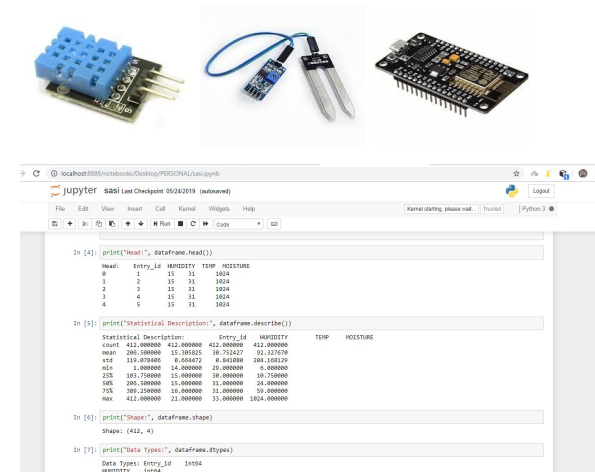 localhost:8888/notebooks/Desktop/PERSONAL/sasi.ipynb
jupyter sasi Last Checkpoint: 05/24/2019 (autosaved)
Logout
File Edit View Insert Cell Kernel Widgets Help
Kernel starting, please wait... Trusted Python 3
Run Code
In [4]: print("Head:", dataframe.head())
Head: Entry_id HUMIDITY TEMP MOISTURE
0 1 15 31 1024
1 2 15 31 1024
2 3 15 31 1024
3 4 15 31 1024
4 5 15 31 1024
In [5]: print("Statistical Description:", dataframe.describe())
Statistical Description: Entry_id HUMIDITY TEMP MOISTURE
count 412.000000 412.000000 412.000000 412.000000
mean 206.500000 15.305825 30.752427 92.327670
std 119.078406 0.664472 0.841080 204.168129
min 1.000000 14.000000 29.000000 6.000000
25% 103.750000 15.000000 30.000000 10.750000
50% 206.500000 15.000000 31.000000 24.000000
75% 309.250000 16.000000 31.000000 59.000000
max 412.000000 21.000000 33.000000 1024.000000
In [6]: print("Shape:", dataframe.shape)
Shape: (412, 4)
In [7]: print("Data Types:", dataframe.dtypes)
Data Types: Entry_id int64
HUMIDITY int64